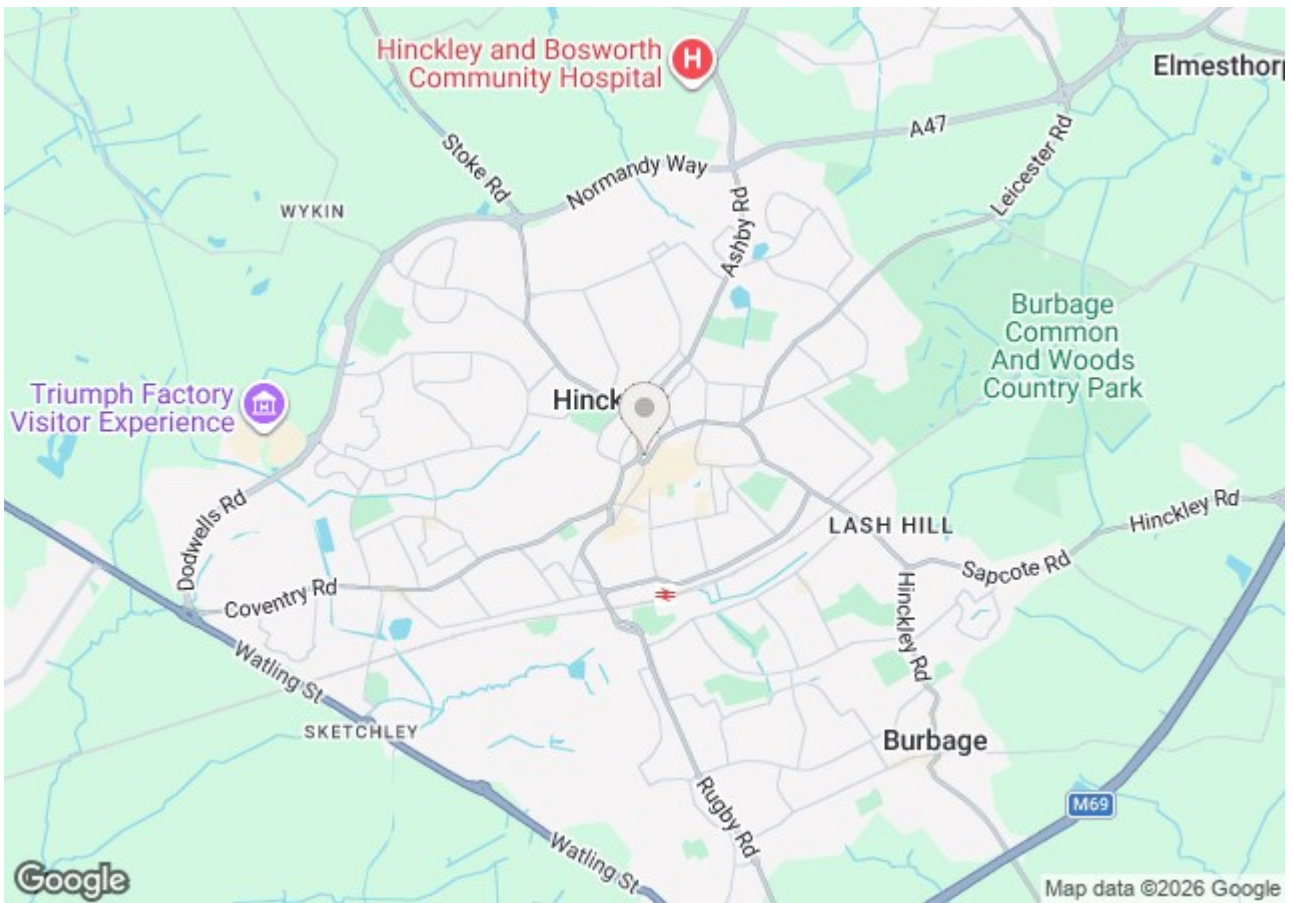 Hinckley and Bosworth
Community Hospital
H
Elmesthorp
A47
Stoke Rd
Normandy Way
Leicester Rd
WYKIN
Ashby Rd
Burbage
Common
And Woods
Country Park
Triumph Factory
Visitor Experience
Hinck
Dodwells Rd
LASH HILL
Hinckley Rd
Sapcote Rd
Coventry Rd
Hinckley Rd
Watling St
SKETCHLEY
Burbage
Rugby Rd
M69
Watling St
Google
Map data ©2026 Google